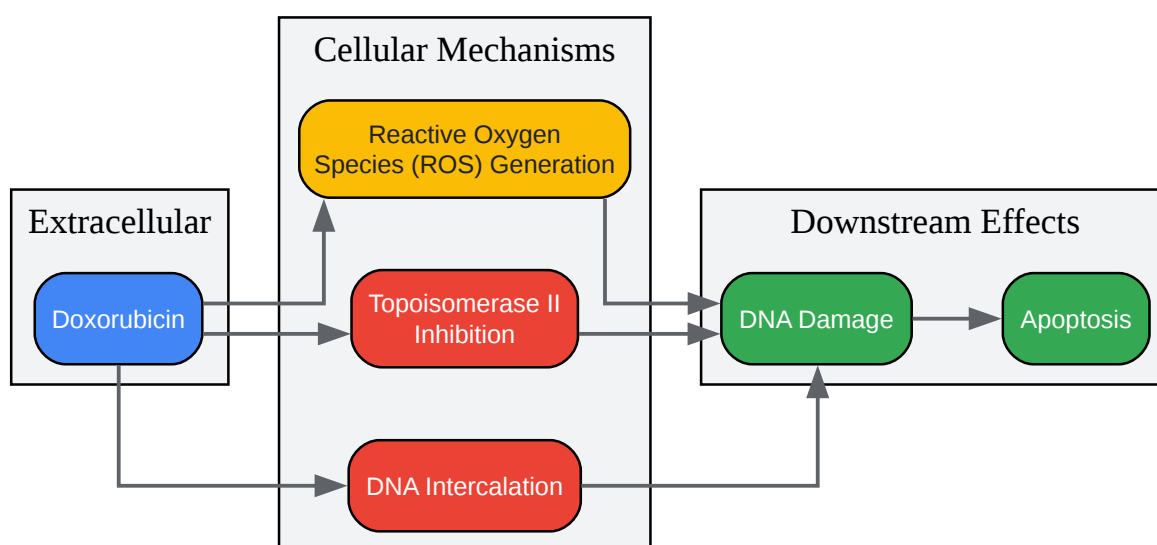 Cellular Mechanisms
Reactive Oxygen
Species (ROS) Generation
Extracellular
Downstream Effects
Doxorubicin
Topoisomerase II
Inhibition
DNA Damage
Apoptosis
DNA Intercalation